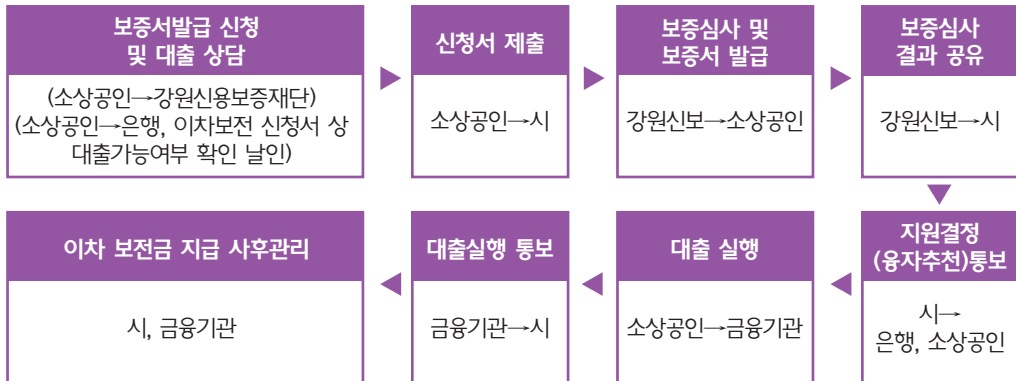 보증서발급 신청
및 대출 상담
(소상공인→강원신용보증재단)
(소상공인→은행, 이차보전 신청서 상
대출가능여부 확인 날인)
신청서 제출
소상공인→시
보증심사 및
보증서 발급
강원신보→소상공인
보증심사
결과 공유
강원신보→시
지원결정
(융자추천)통보
시→
은행, 소상공인
대출 실행
소상공인→금융기관
대출실행 통보
금융기관→시
이차 보전금 지급 사후관리
시, 금융기관